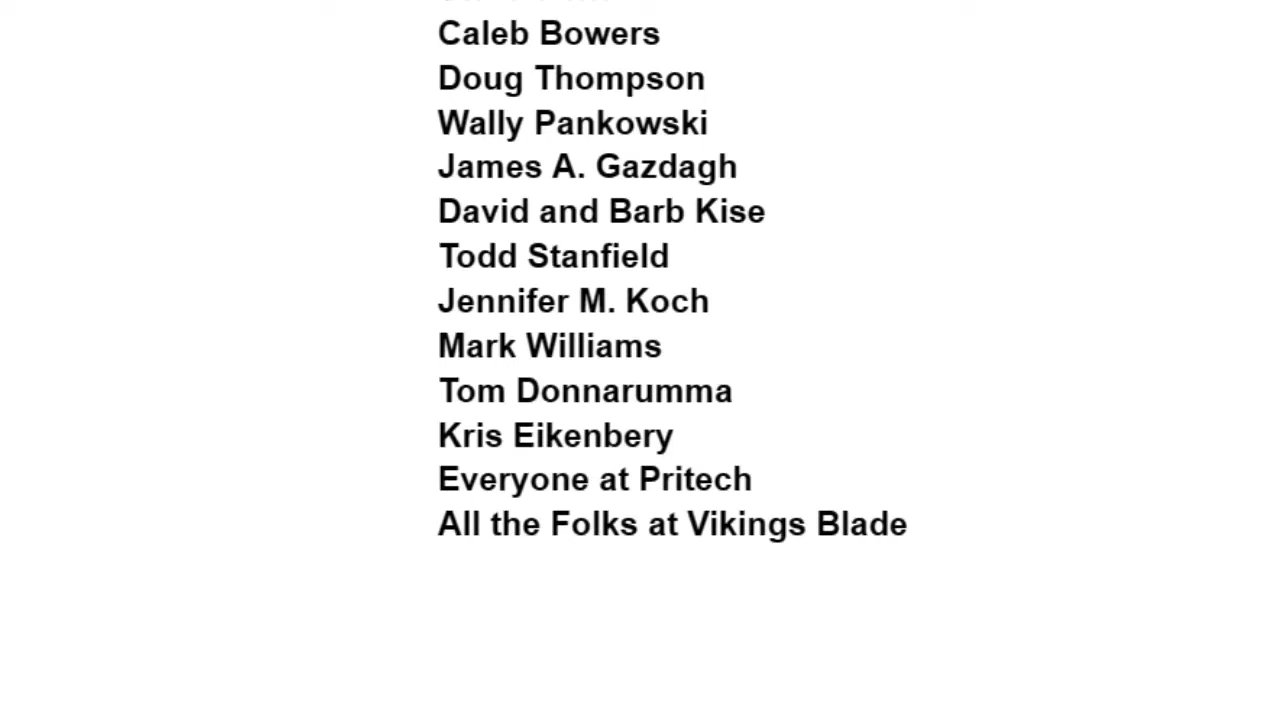 Caleb Bowers
Doug Thompson
Wally Pankowski
James A. Gazdagh
David and Barb Kise
Todd Stanfield
Jennifer M. Koch
Mark Williams
Tom Donnarumma
Kris Eikenbery
Everyone at Pritech
All the Folks at Vikings Blade